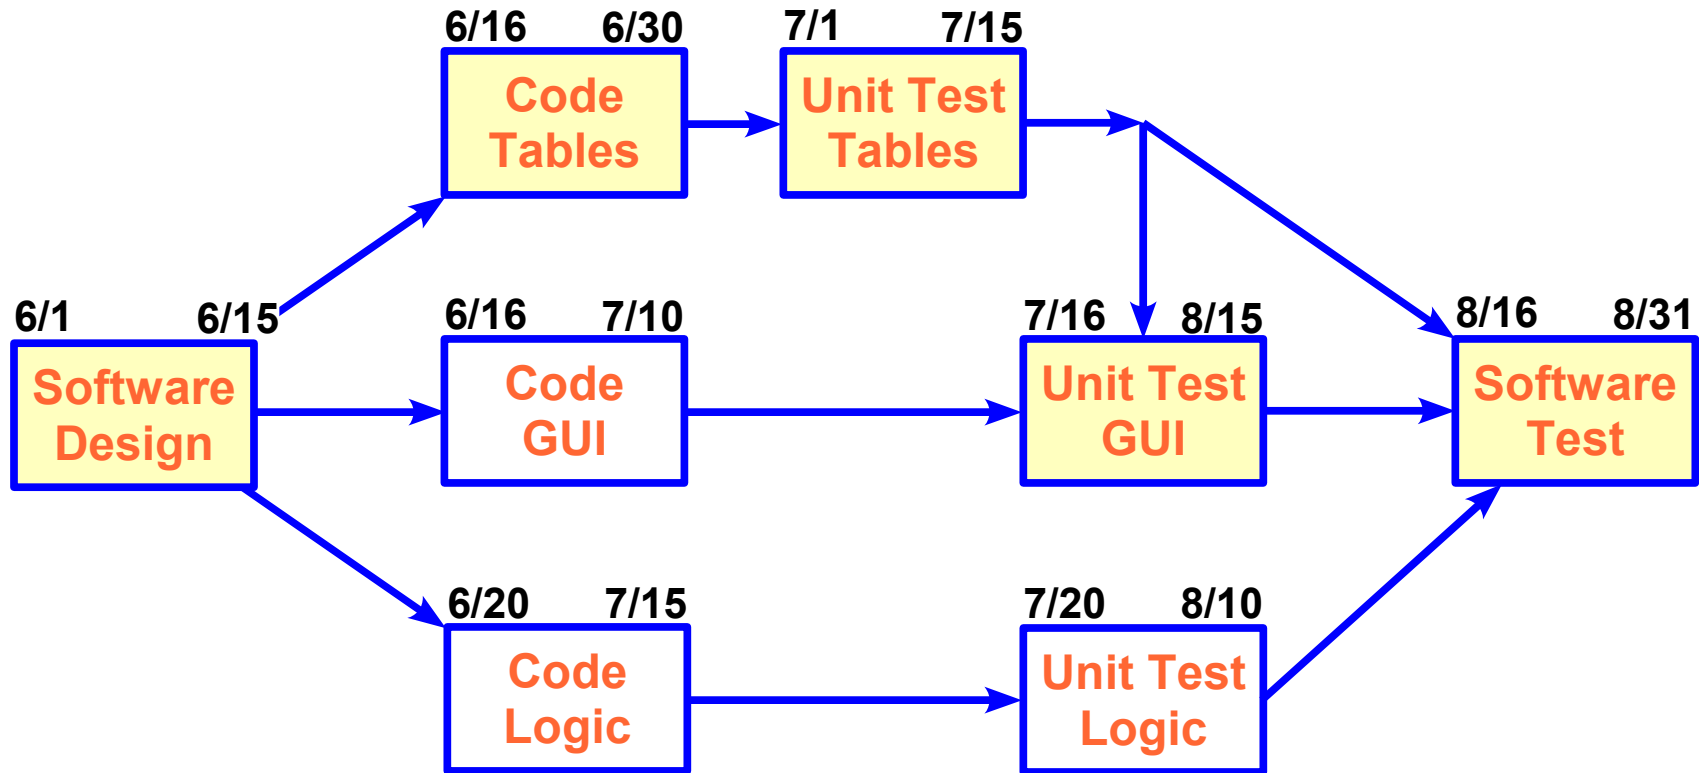 6/16 6/30
Code
Tables
7/1 7/15
Unit Test
Tables
6/1 6/15
Software
Design
6/16 7/10
Code
GUI
7/16 8/15
Unit Test
GUI
8/16 8/31
Software
Test
6/20 7/15
Code
Logic
7/20 8/10
Unit Test
Logic